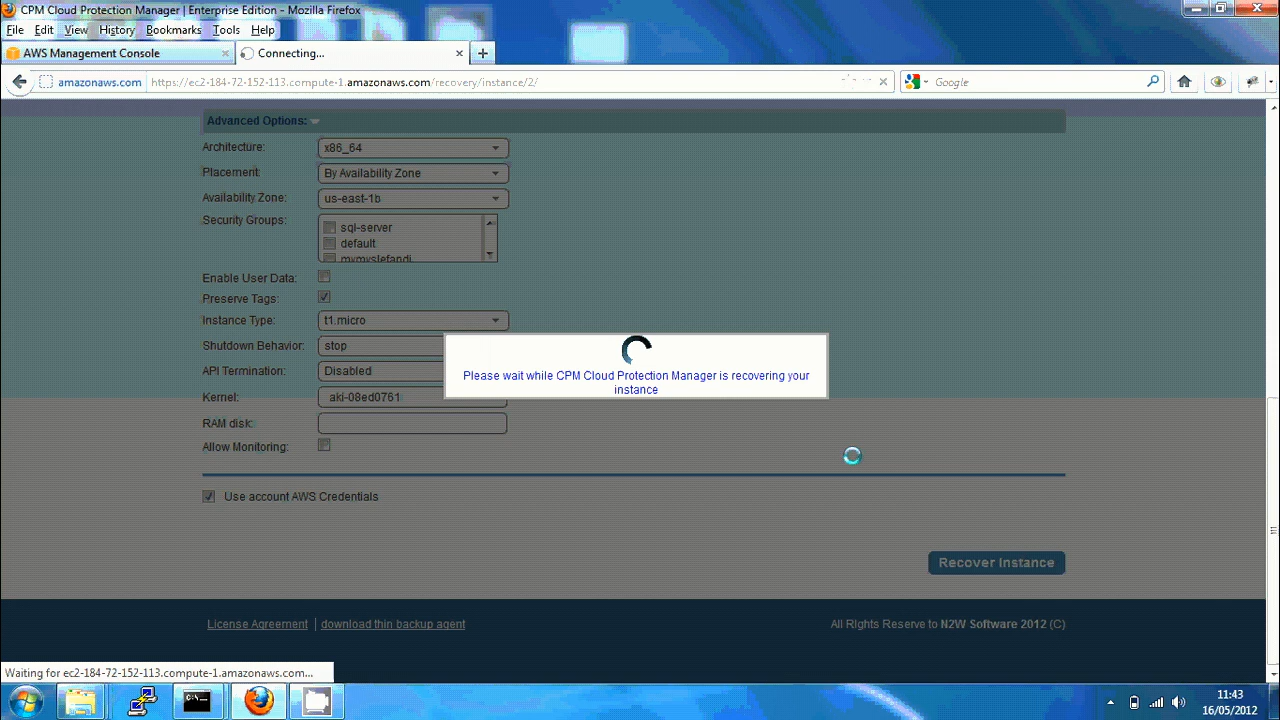 CPM Cloud Protection Manager | Enterprise Edition - Mozilla Firefox
File Edit View History Bookmarks Tools Help
AWS Management Console
Connecting...
amazonaws.com https://ec2-184-72-152-113.compute-1.amazonaws.com/recovery/instance/2/
Google
Advanced Options:
Architecture: x86_64
Placement: By Availability Zone
Availability Zone: us-east-1b
Security Groups: sql-server
default
Enable User Data:
Preserve Tags:
Instance Type: t1.micro
Shutdown Behavior: stop
API Termination: Disabled
Kernel: aki-08ed0761
RAM disk:
Allow Monitoring:
Please wait while CPM Cloud Protection Manager is recovering your
instance
Use account AWS Credentials
Recover Instance
License Agreement | download thin backup agent
All Rights Reserve to N2W Software 2012 (C)
Waiting for ec2-184-72-152-113.compute-1.amazonaws.com...
11:43
16/05/2012